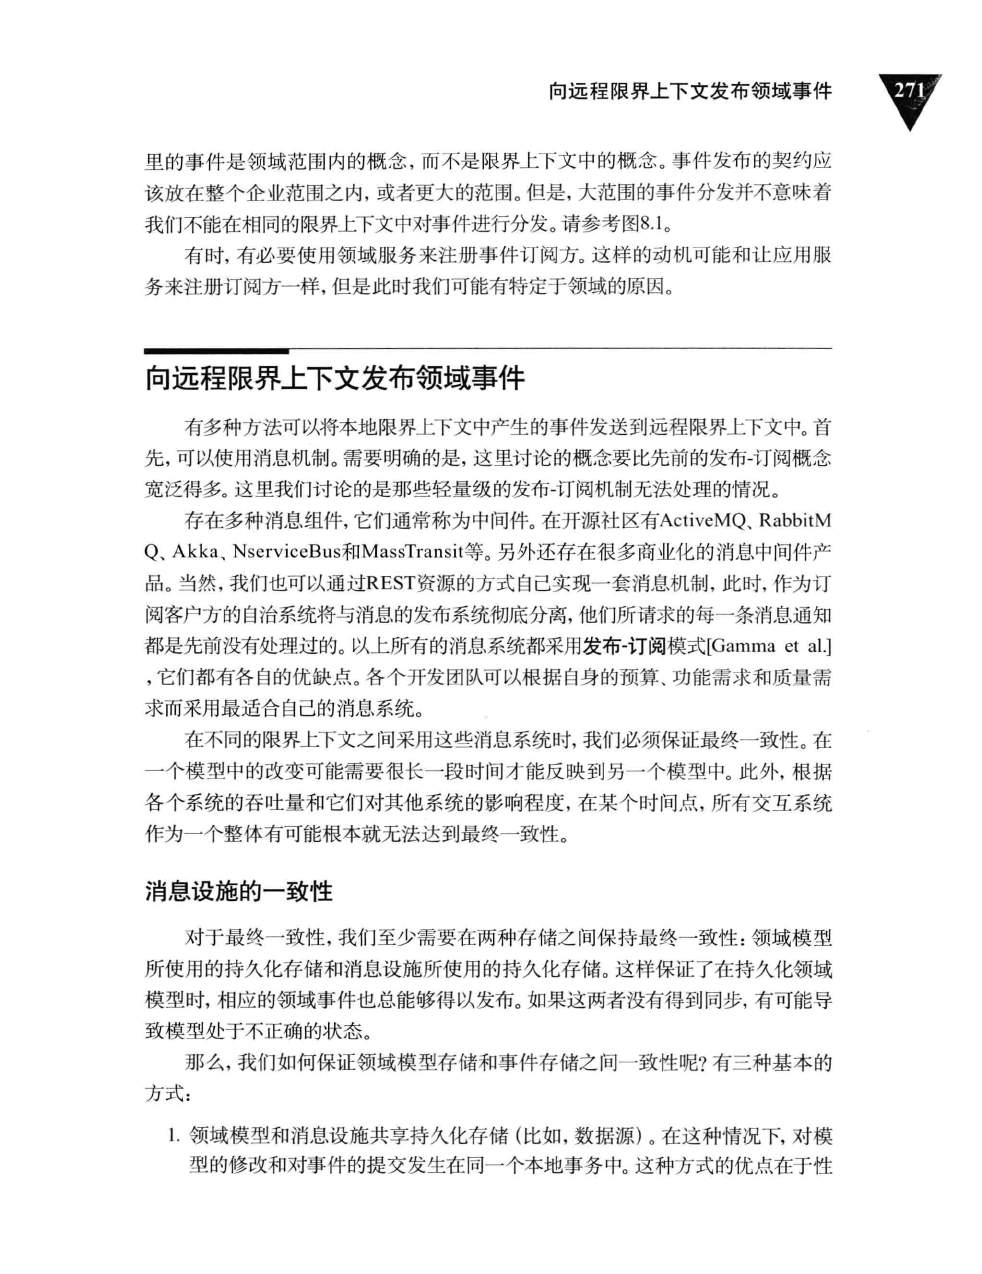 向远程限界上下文发布领域事件
271
里的事件是领域范围内的概念，而不是限界上下文中的概念。事件发布的契约应
该放在整个企业范围之内，或者更大的范围。但是，大范围的事件分发并不意味着
我们不能在相同的限界上下文中对事件进行分发。请参考图8.1。
有时，有必要使用领域服务来注册事件订阅方。这样的动机可能和让应用服
务来注册订阅方一样，但是此时我们可能有特定于领域的原因。
向远程限界上下文发布领域事件
有多种方法可以将本地限界上下文中产生的事件发送到远程限界上下文中。首
先，可以使用消息机制。需要明确的是，这里讨论的概念要比先前的发布-订阅概念
宽泛得多。这里我们讨论的是那些轻量级的发布-订阅机制无法处理的情况。
存在多种消息组件，它们通常称为中间件。在开源社区有ActiveMQ、RabbitM
Q、Akka、NserviceBus和MassTransit等。另外还存在很多商业化的消息中间件产
品。当然，我们也可以通过REST资源的方式自己实现一套消息机制，此时，作为订
阅客户方的自治系统将与消息的发布系统彻底分离，他们所请求的每一条消息通知
都是先前没有处理过的。以上所有的消息系统都采用发布-订阅模式[Gamma et al.]
，它们都有各自的优缺点。各个开发团队可以根据自身的预算、功能需求和质量需
求而采用最适合自己的消息系统。
在不同的限界上下文之间采用这些消息系统时，我们必须保证最终一致性。在
一个模型中的改变可能需要很长一段时间才能反映到另一个模型中。此外，根据
各个系统的吞吐量和它们对其他系统的影响程度，在某个时间点，所有交互系统
作为一个整体有可能根本就无法达到最终一致性。
消息设施的一致性
对于最终一致性，我们至少需要在两种存储之间保持最终一致性：领域模型
所使用的持久化存储和消息设施所使用的持久化存储。这样保证了在持久化领域
模型时，相应的领域事件也总能够得以发布。如果这两者没有得到同步，有可能导
致模型处于不正确的状态。
那么，我们如何保证领域模型存储和事件存储之间一致性呢？有三种基本的
方式：
1. 领域模型和消息设施共享持久化存储（比如，数据源）。在这种情况下，对模
型的修改和对事件的提交发生在同一个本地事务中。这种方式的优点在于性